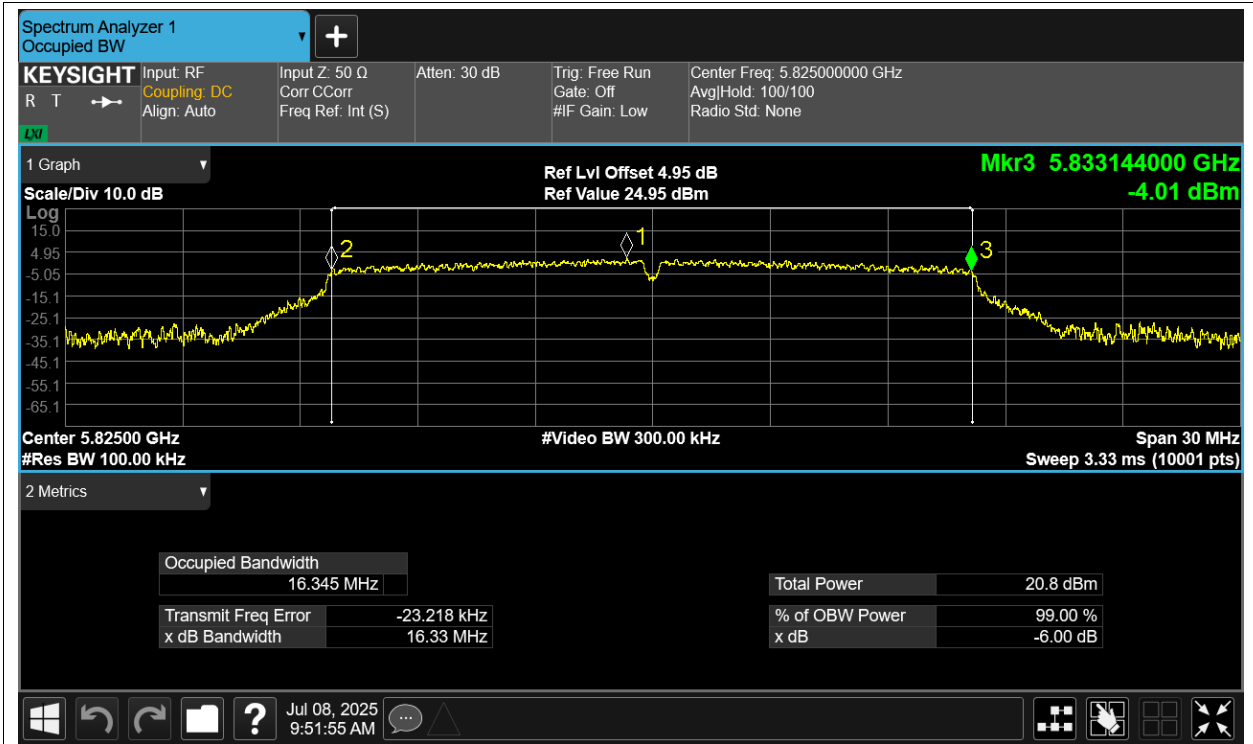 Spectrum Analyzer 1
Occupied BW
KEYSIGHT
R T
LXI
Input: RF
Coupling: DC
Align: Auto
Input Z: 50 Ω
Corr CCorr
Freq Ref: Int (S)
Atten: 30 dB
Trig: Free Run
Gate: Off
#IF Gain: Low
Center Freq: 5.825000000 GHz
Avg|Hold: 100/100
Radio Std: None
1 Graph
Scale/Div 10.0 dB
Ref Lvl Offset 4.95 dB
Ref Value 24.95 dBm
Mkr3 5.833144000 GHz
-4.01 dBm
Log
15.0
4.95
-5.05
-15.1
-25.1
-35.1
-45.1
-55.1
-65.1
2
1
3
Center 5.82500 GHz
#Res BW 100.00 kHz
#Video BW 300.00 kHz
Span 30 MHz
Sweep 3.33 ms (10001 pts)
2 Metrics
Occupied Bandwidth
16.345 MHz
Transmit Freq Error -23.218 kHz
x dB Bandwidth 16.33 MHz
Total Power 20.8 dBm
% of OBW Power 99.00 %
x dB -6.00 dB
?
Jul 08, 2025
9:51:55 AM